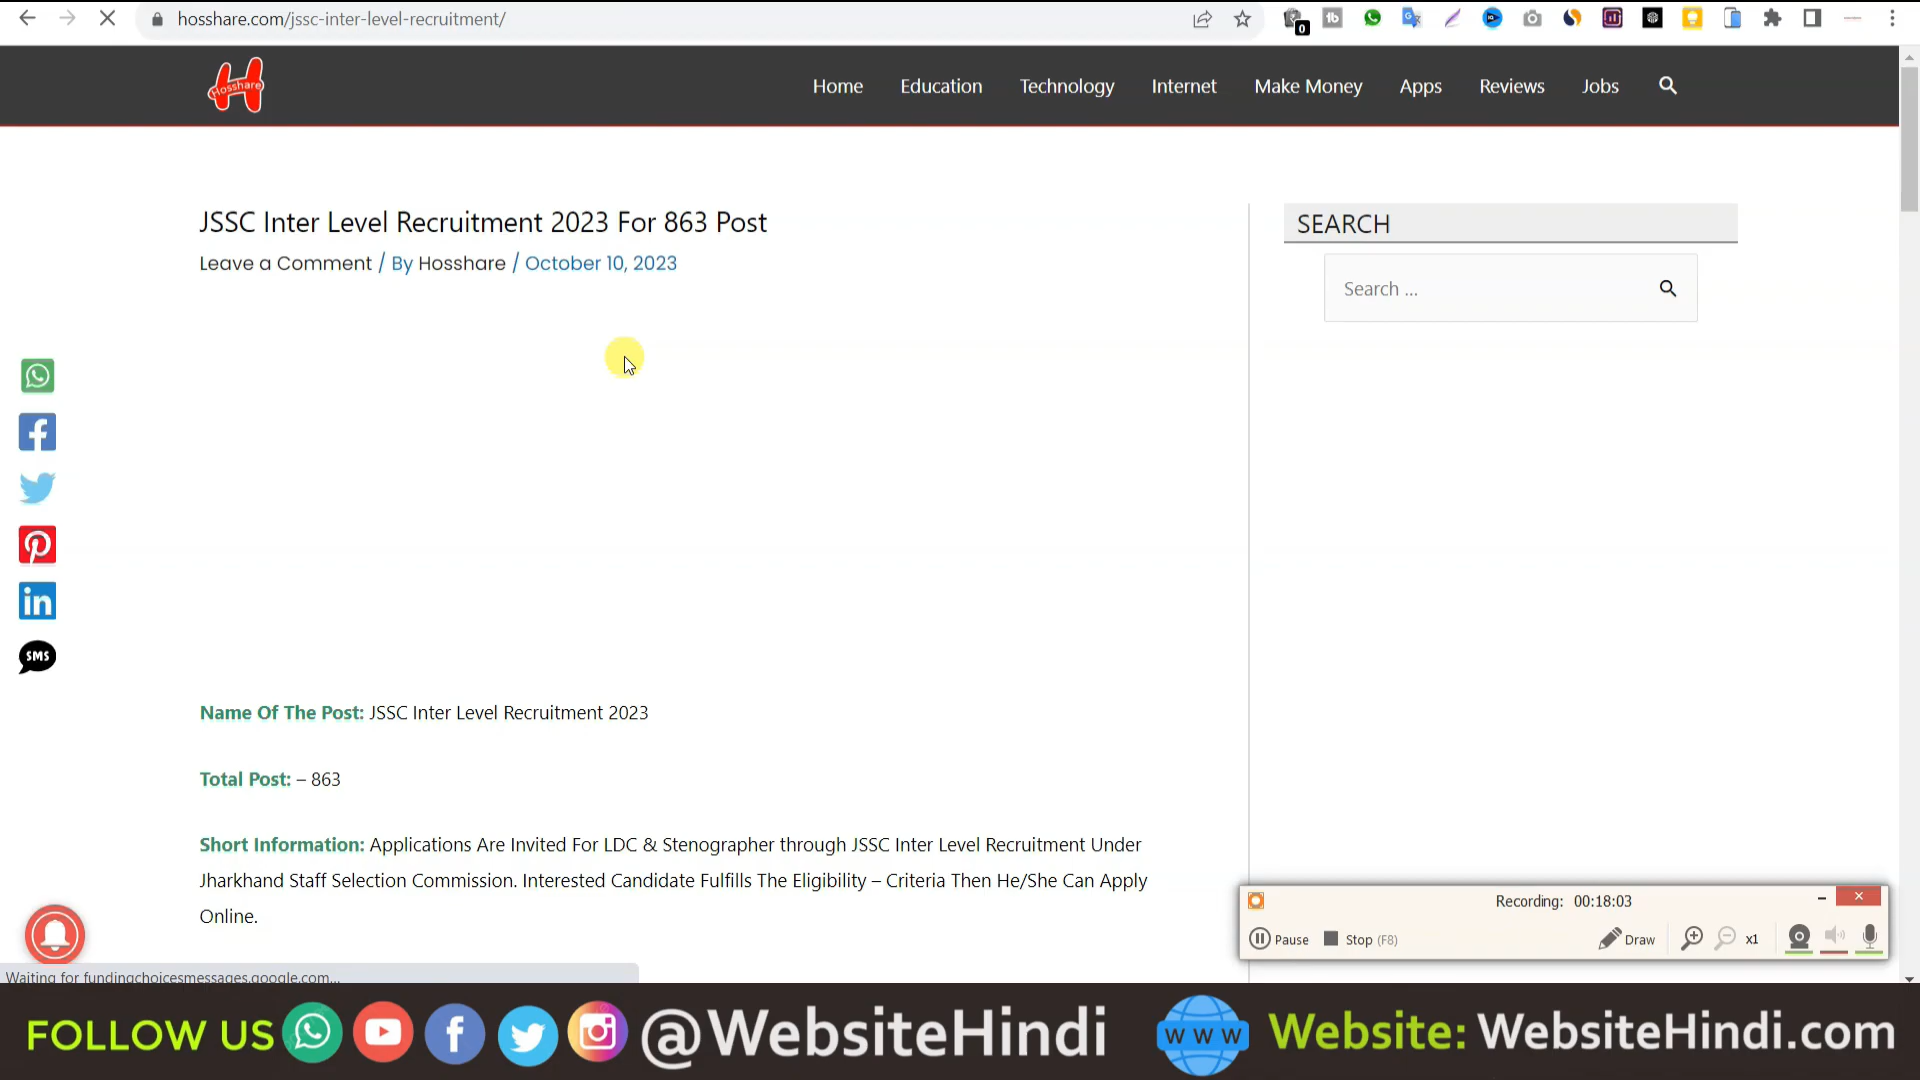 hosshare.com/jssc-inter-level-recruitment/
0
Hosshare
Home Education Technology Internet Make Money Apps Reviews Jobs
JSSC Inter Level Recruitment 2023 For 863 Post
Leave a Comment / By Hosshare / October 10, 2023
SEARCH
Search ...
SMS
Name Of The Post: JSSC Inter Level Recruitment 2023
Total Post: – 863
Short Information: Applications Are Invited For LDC & Stenographer through JSSC Inter Level Recruitment Under
Jharkhand Staff Selection Commission. Interested Candidate Fulfills The Eligibility – Criteria Then He/She Can Apply
Online.
Recording: 00:18:03
Pause Stop (F8) Draw x1
Waiting for fundingchoicesmessages.google.com...
FOLLOW US @WebsiteHindi WWW Website: WebsiteHindi.com